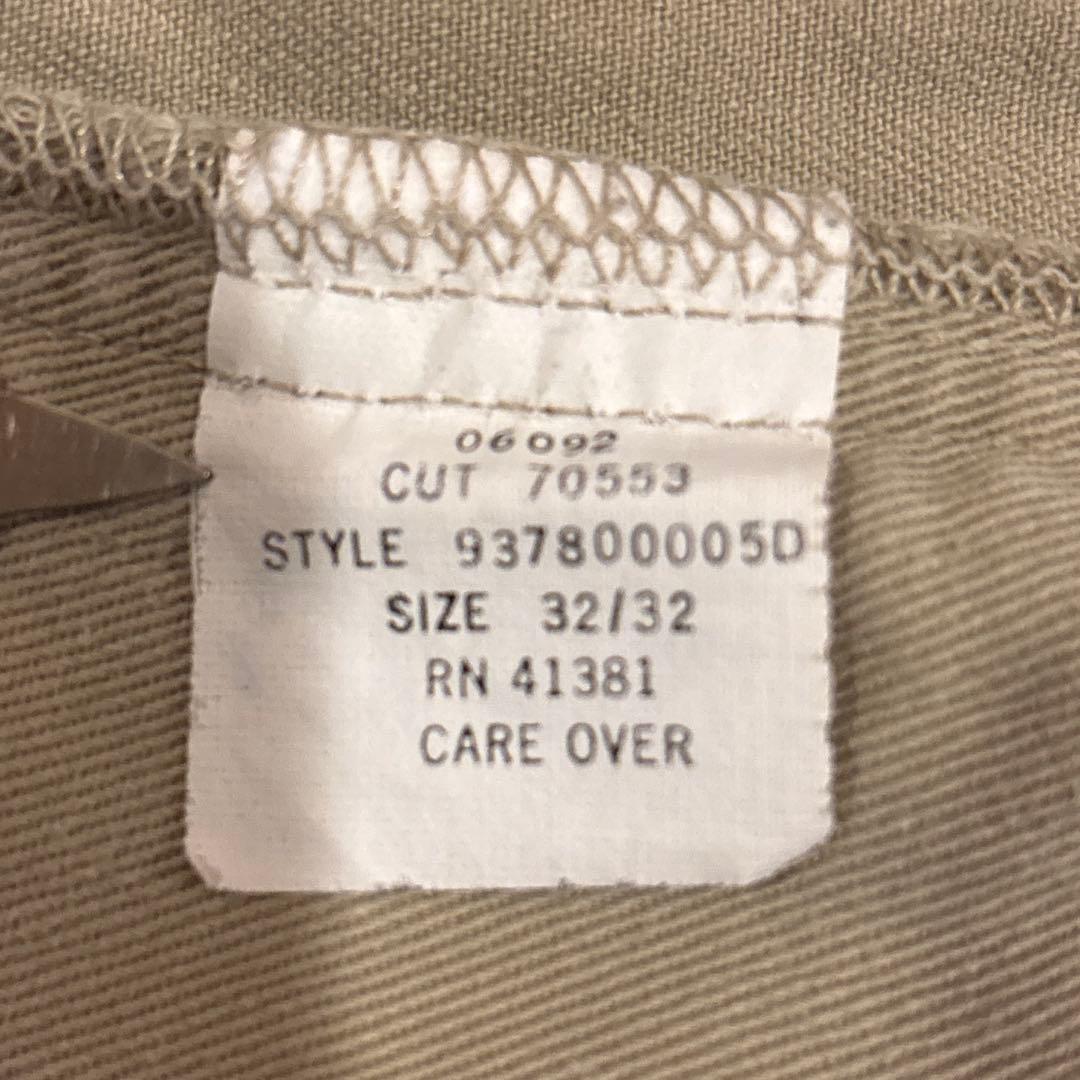 06092
CUT 70553
STYLE 937800005D
SIZE 32/32
RN 41381
CARE OVER